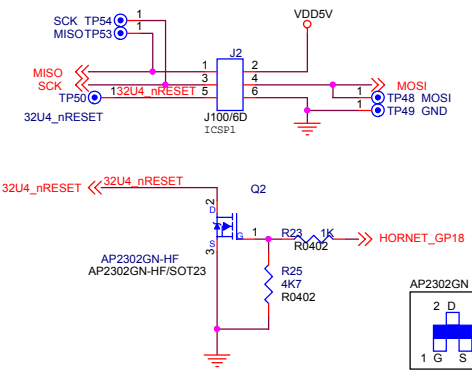 SCK TP54 1
MISO TP53 1
VDD5V
J2
MISO 1 2
SCK 3 4 MOSI
TP50 1 32U4_nRESET 5 6 1 TP48 MOSI
1 TP49 GND
32U4_nRESET
J100/6D
ICSP1
32U4_nRESET 32U4_nRESET
Q2
2
D
G 1 R23 1K HORNET_GP18
R0402
S
3
AP2302GN-HF
AP2302GN-HF/SOT23
R25
4K7
R0402
AP2302GN
2 D
1 G S